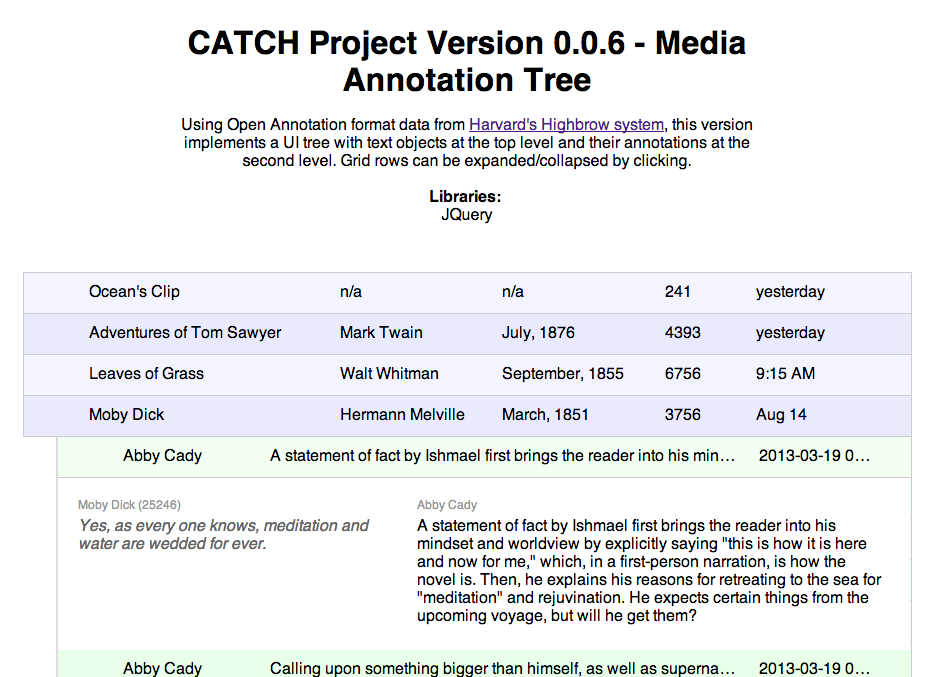 CATCH Project Version 0.0.6 - Media
Annotation Tree
Using Open Annotation format data from Harvard's Highbrow system, this version
implements a UI tree with text objects at the top level and their annotations at the
second level. Grid rows can be expanded/collapsed by clicking.
Libraries:
JQuery
Ocean's Clip n/a n/a 241 yesterday
Adventures of Tom Sawyer Mark Twain July, 1876 4393 yesterday
Leaves of Grass Walt Whitman September, 1855 6756 9:15 AM
Moby Dick Hermann Melville March, 1851 3756 Aug 14
Abby Cady A statement of fact by Ishmael first brings the reader into his min… 2013-03-19 0…
Moby Dick (25246)
Yes, as every one knows, meditation and
water are wedded for ever.
Abby Cady
A statement of fact by Ishmael first brings the reader into his
mindset and worldview by explicitly saying "this is how it is here
and now for me," which, in a first-person narration, is how the
novel is. Then, he explains his reasons for retreating to the sea for
"meditation" and rejuvination. He expects certain things from the
upcoming voyage, but will he get them?
Abby Cady Calling upon something bigger than himself, as well as superna… 2013-03-19 0…